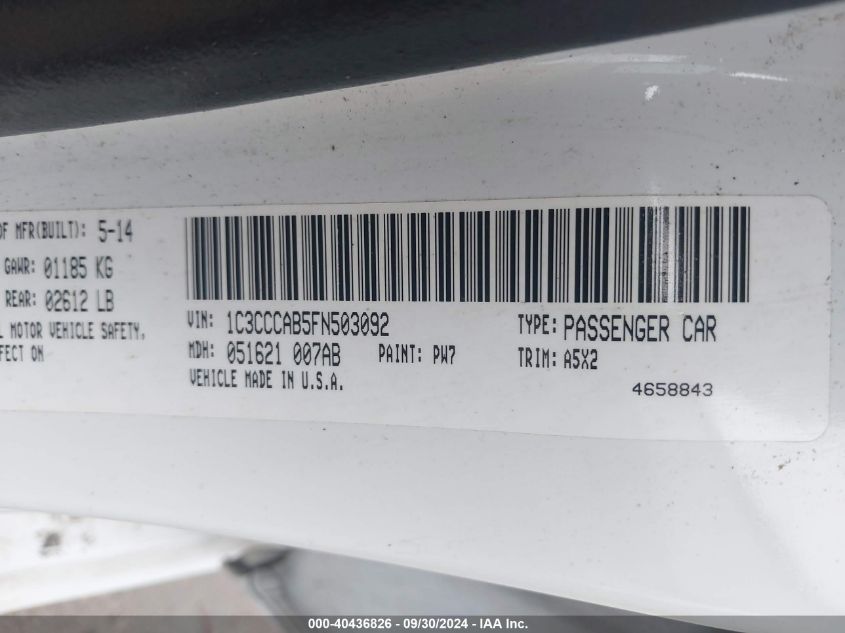 OF MFR(BUILT): 5-14
GAWR: 01185 KG
REAR: 02612 LB
MOTOR VEHICLE SAFETY,
ON
VIN: 1C3CCCAB5FN503092
TYPE: PASSENGER CAR
MDH: 051621 007AB PAINT: PW7
TRIM: A5X2
VEHICLE MADE IN U.S.A.
4658843
000-40436826 - 09/30/2024 - IAA Inc.